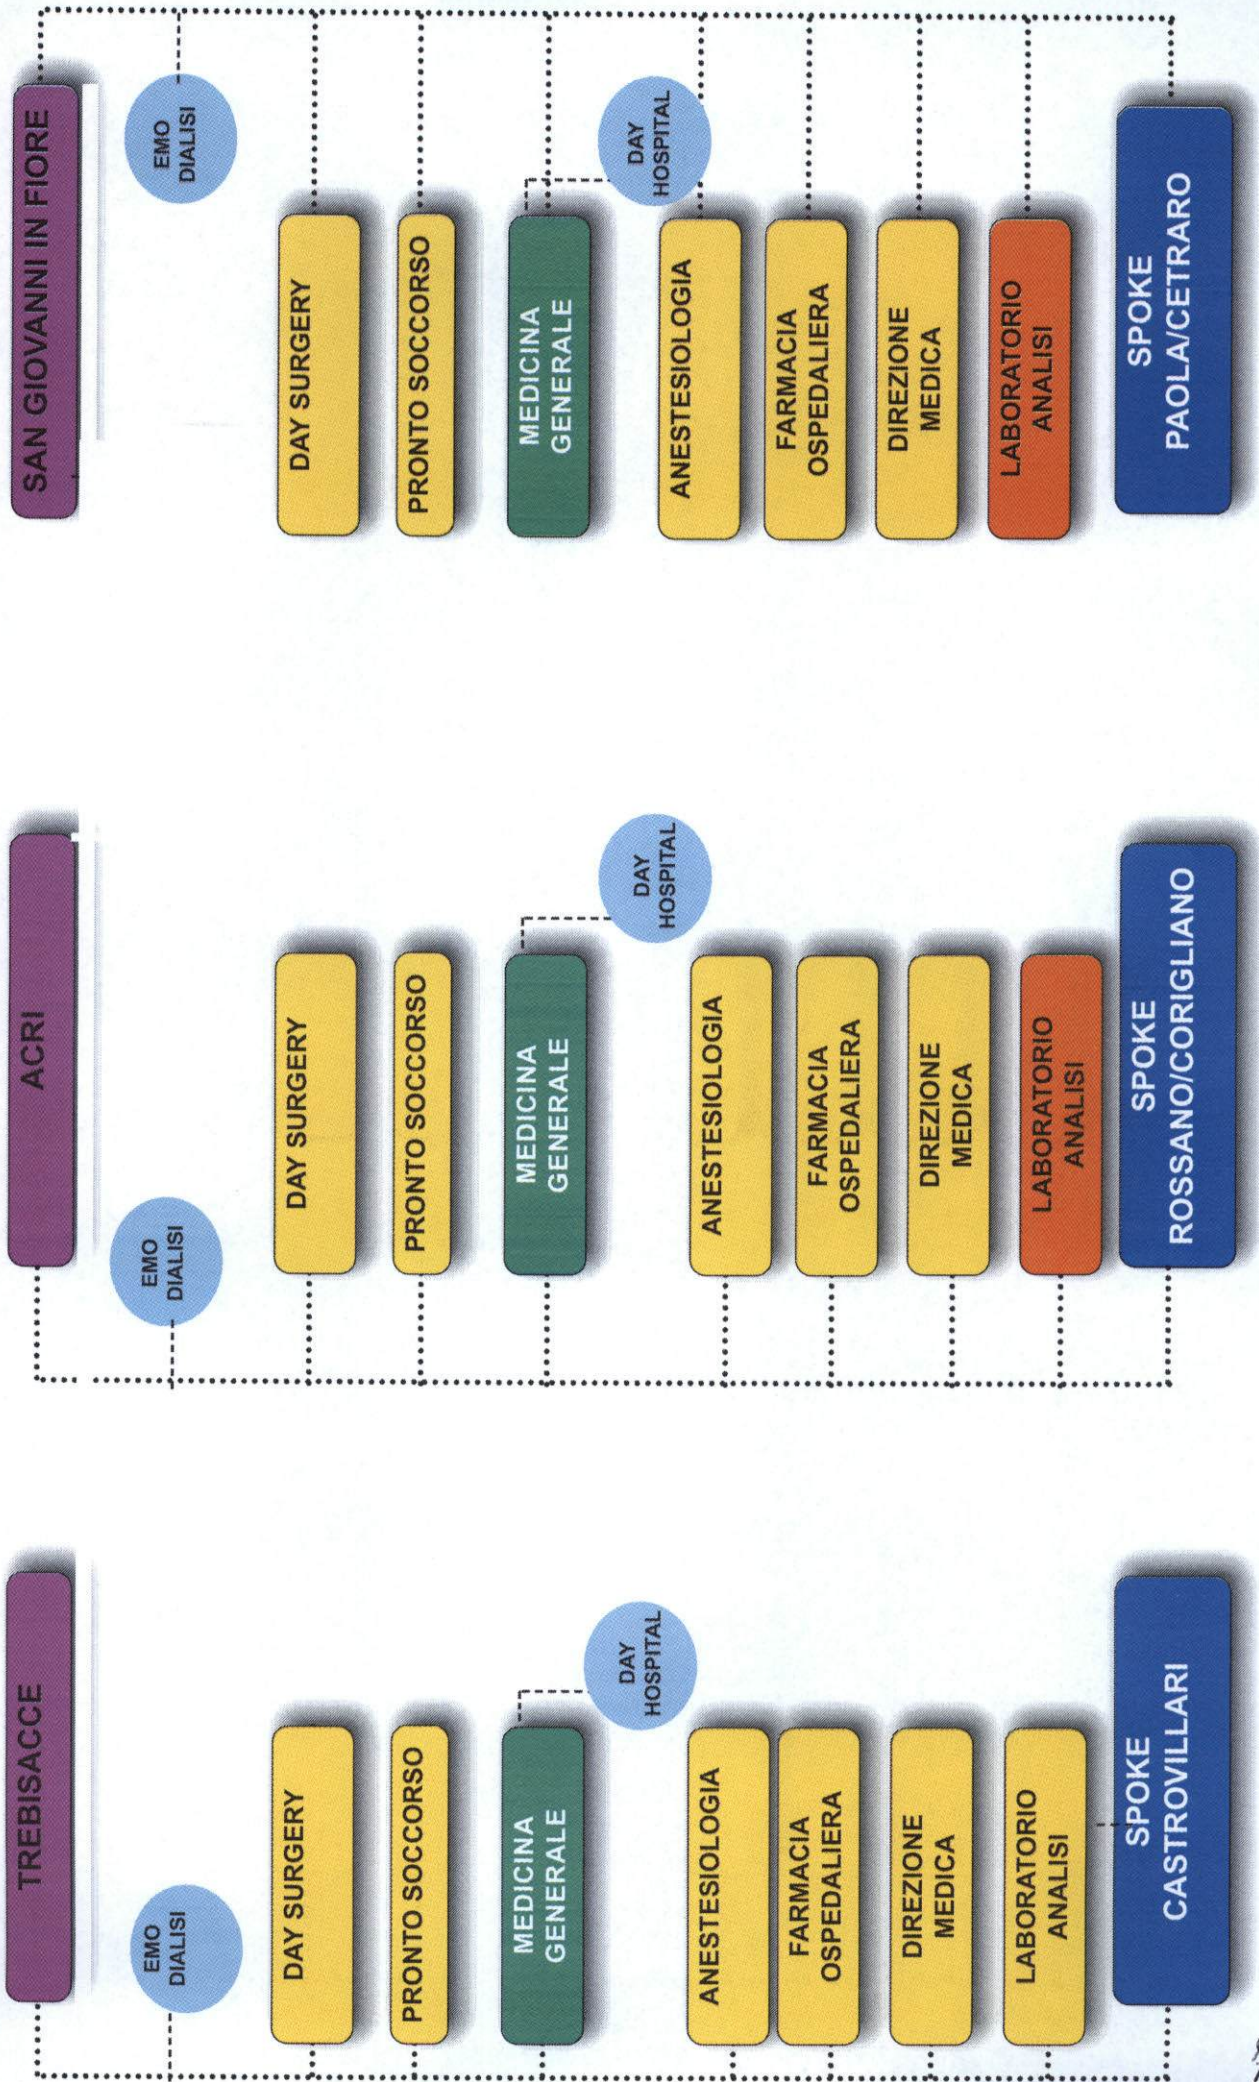 TREBISACCE
EMO
DIALISI
DAY SURGERY
PRONTO SOCCORSO
MEDICINA
GENERALE
DAY
HOSPITAL
ANESTESIOLOGIA
FARMACIA
OSPEDALIERA
DIREZIONE
MEDICA
LABORATORIO
ANALISI
SPOKE
CASTROVILLARI
ACRI
EMO
DIALISI
DAY SURGERY
PRONTO SOCCORSO
MEDICINA
GENERALE
DAY
HOSPITAL
ANESTESIOLOGIA
FARMACIA
OSPEDALIERA
DIREZIONE
MEDICA
LABORATORIO
ANALISI
SPOKE
ROSSANO/CORIGLIANO
SAN GIOVANNI IN FIORE
EMO
DIALISI
DAY SURGERY
PRONTO SOCCORSO
MEDICINA
GENERALE
DAY
HOSPITAL
ANESTESIOLOGIA
FARMACIA
OSPEDALIERA
DIREZIONE
MEDICA
LABORATORIO
ANALISI
SPOKE
PAOLA/CETRARO